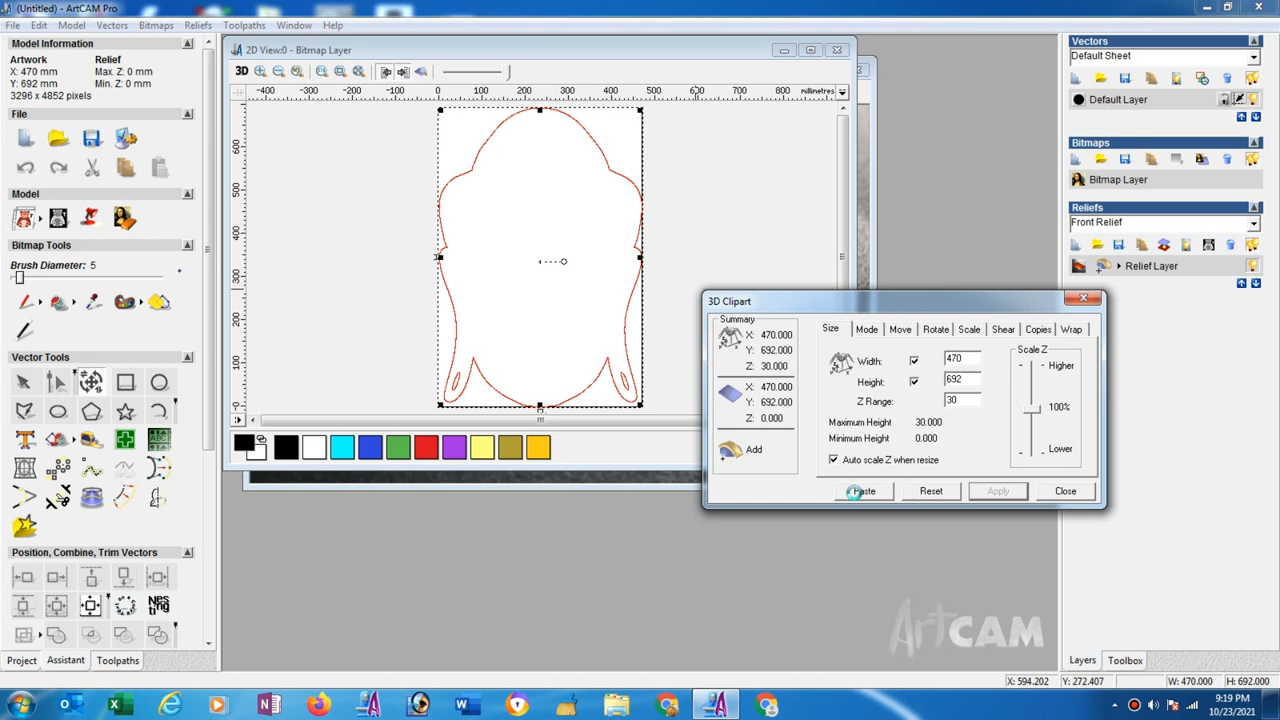 (Untitled) - ArtCAM Pro
File Edit Model Vectors Bitmaps Reliefs Toolpaths Window Help
Model Information
Artwork Relief
X: 470 mm Max. Z: 0 mm
Y: 692 mm Min. Z: 0 mm
3296 x 4852 pixels
File
Model
Bitmap Tools
Brush Diameter: 5
Vector Tools
Position, Combine, Trim Vectors
Nes
ting
Project Assistant Toolpaths
2D View:0 - Bitmap Layer
3D
-400 -300 -200 -100 0 100 200 300 400 500 600 700 800 millimetres
600
500
400
300
200
100
0
3D Clipart
Summary
X: 470.000
Y: 692.000
Z: 30.000
X: 470.000
Y: 692.000
Z: 0.000
Add
Size Mode Move Rotate Scale Shear Copies Wrap
Width: 470
Height: 692
Z Range: 30
Maximum Height 30.000
Minimum Height 0.000
Auto scale Z when resize
Scale Z
Higher
100%
Lower
Paste Reset Apply Close
Vectors
Default Sheet
Default Layer
Bitmaps
Bitmap Layer
Reliefs
Front Relief
Relief Layer
ArtCAM
Layers Toolbox
X: 594.202 Y: 272.407 W: 470.000 H: 692.000
9:19 PM
10/23/2021